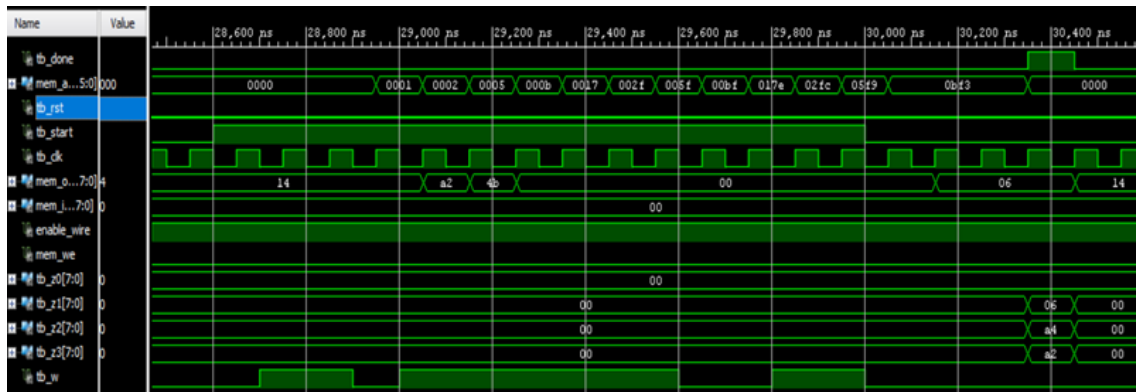 Name Value
28,600 ns 28,800 ns 29,000 ns 29,200 ns 29,400 ns 29,600 ns 29,800 ns 30,000 ns 30,200 ns 30,400 ns
tb_done
mem_a...5:0] 000 0000 0001 0002 0005 000b 0017 002f 005f 00bf 017e 02fc 05f9 0bf3 0000
tb_rst
tb_start
tb_clk
mem_o...7:0] 4 14 a2 4b 00 06 14
mem_i...7:0] 0 00
enable_wire
mem_we
tb_z0[7:0] 0 00
tb_z1[7:0] 0 00 06 00
tb_z2[7:0] 0 00 a4 00
tb_z3[7:0] 0 00 a2 00
tb_w